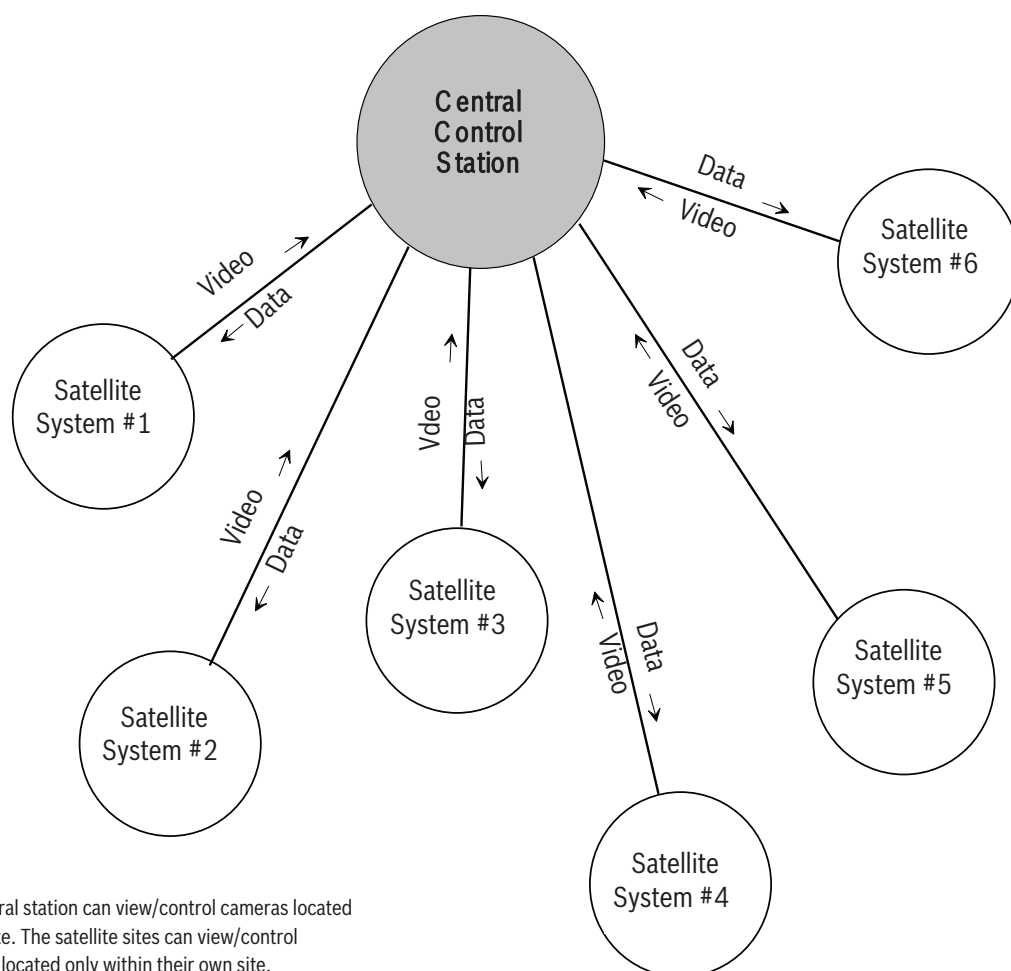 Central
Control
Station
Data
Video
Satellite
System #6
Video
Data
Satellite
System #1
Video
Data
Satellite
System #2
Vdeo
Data
Satellite
System #3
Data
Video
Satellite
System #4
Data
Video
Satellite
System #5
ral station can view/control cameras located
te. The satellite sites can view/control
located only within their own site.